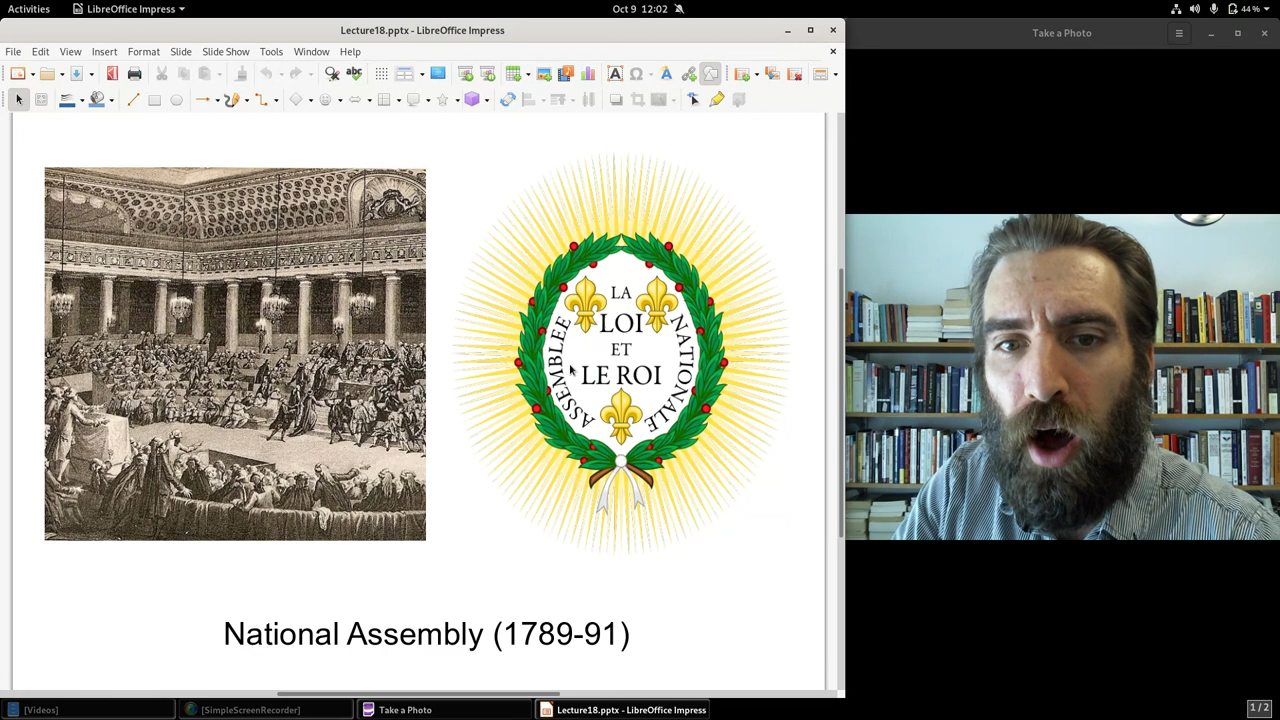 Activities
LibreOffice Impress
Oct 9 12:02
44 %
Lecture18.pptx - LibreOffice Impress
Take a Photo
File Edit View Insert Format Slide Slide Show Tools Window Help
LA
LOI
ET
LE ROI
ASSEMBLEE
NATIONALE
National Assembly (1789-91)
[Videos]
[SimpleScreenRecorder]
Take a Photo
Lecture18.pptx - LibreOffice Impress
1/2